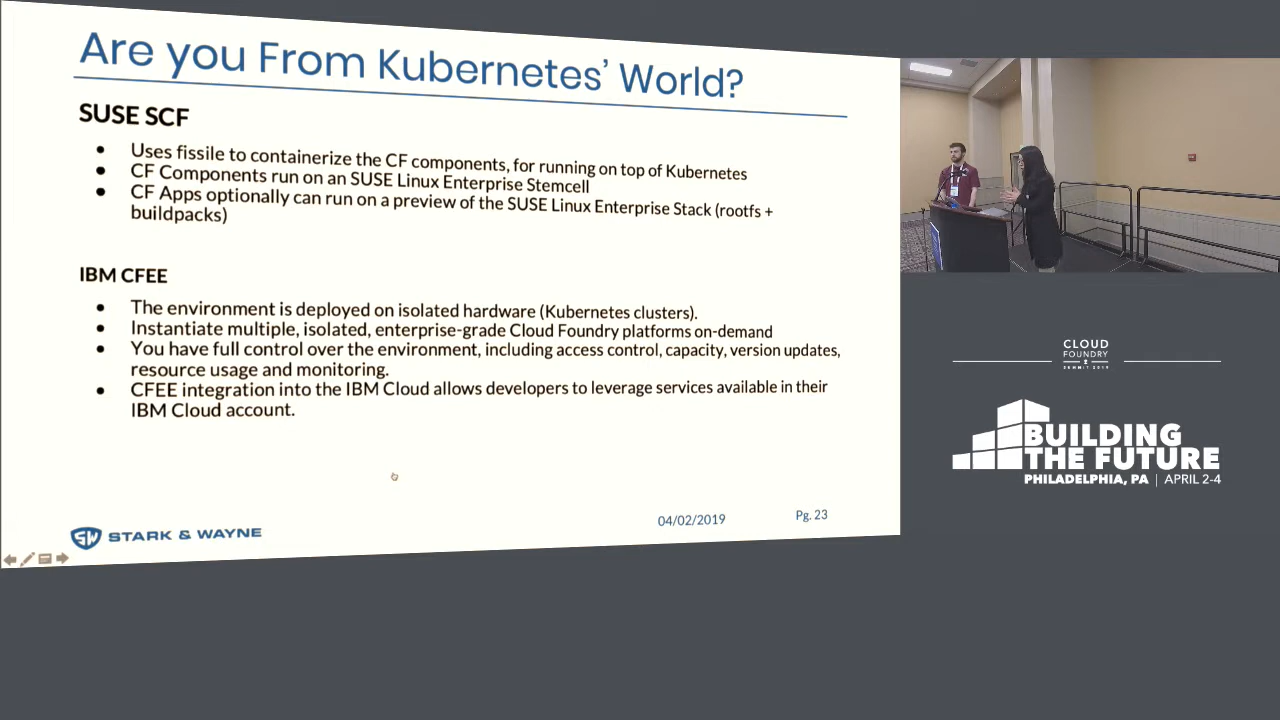 Are you From Kubernetes' World?
SUSE SCF
• Uses fissile to containerize the CF components, for running on top of Kubernetes
• CF Components run on an SUSE Linux Enterprise Stemcell
• CF Apps optionally can run on a preview of the SUSE Linux Enterprise Stack (rootfs +
buildpacks)
IBM CFEE
• The environment is deployed on isolated hardware (Kubernetes clusters).
• Instantiate multiple, isolated, enterprise-grade Cloud Foundry platforms on-demand
• You have full control over the environment, including access control, capacity, version updates,
resource usage and monitoring.
• CFEE integration into the IBM Cloud allows developers to leverage services available in their
IBM Cloud account.
SW STARK & WAYNE
04/02/2019
Pg. 23
CLOUD
FOUNDRY
SUMMIT 2019
BUILDING
THE FUTURE
PHILADELPHIA, PA | APRIL 2-4